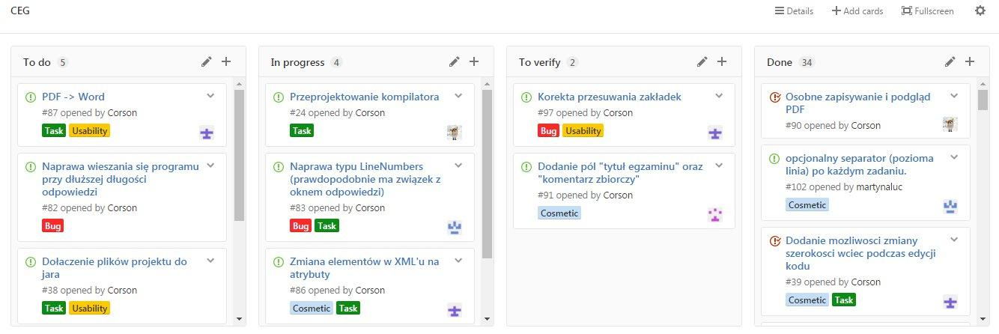 CEG
Details
Add cards
Fullscreen
To do 5
PDF -> Word
#87 opened by Corson
Task Usability
Naprawa wieszania się programu
przy dłuższej długości
odpowiedzi
#82 opened by Corson
Bug
Dołaczenie plików projektu do
jara
#38 opened by Corson
Task Usability
In progress 4
Przeprojektowanie kompilatora
#24 opened by Corson
Task
Naprawa typu LineNumbers
(prawdopodobnie ma związek z
oknem odpowiedzi)
#83 opened by Corson
Bug Task
Zmiana elementów w XML'u na
atrybuty
#86 opened by Corson
Cosmetic Task
To verify 2
Korekta przesuwania zakładek
#97 opened by Corson
Bug Usability
Dodanie pól "tytuł egzaminu" oraz
"komentarz zbiorczy"
#91 opened by Corson
Cosmetic
Done 34
Osobne zapisywanie i podgląd
PDF
#90 opened by Corson
opcjonalny separator (pozioma
linia) po każdym zadaniu.
#102 opened by martynaluc
Cosmetic
Dodanie mozliwosci zmiany
szerokosci wciec podczas edycji
kodu
#39 opened by Corson
Cosmetic Task